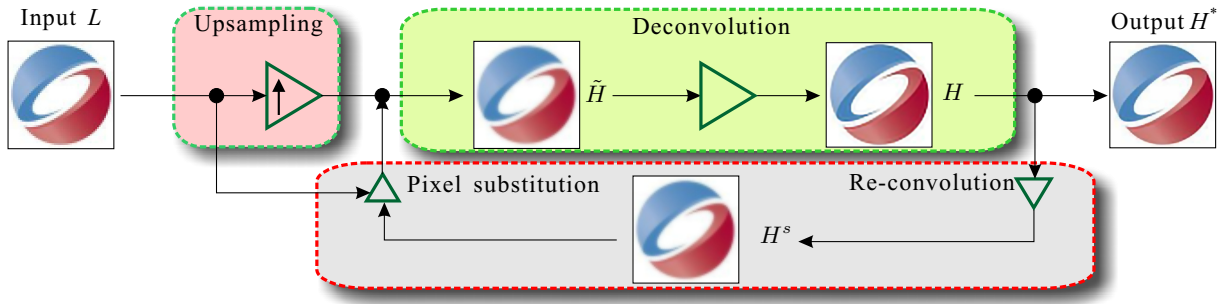 Input L
Upsampling
Deconvolution
Output H*
H̃
H
Pixel substitution
Re-convolution
Hˢ